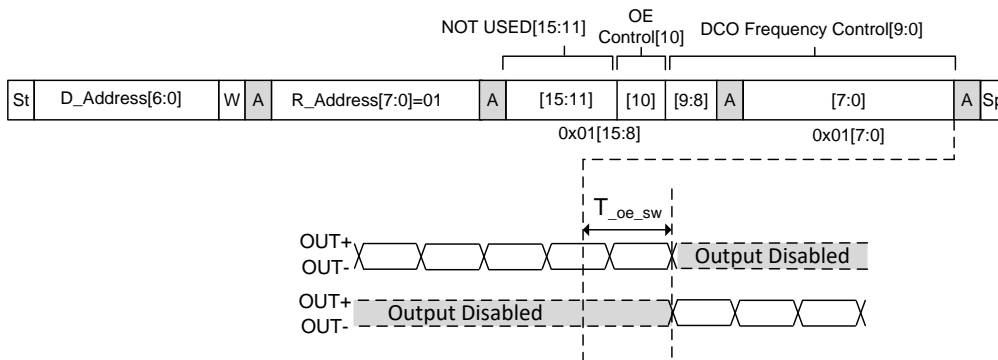 NOT USED[15:11]
OE
Control[10]
DCO Frequency Control[9:0]
St D_Address[6:0] W A R_Address[7:0]=01 A [15:11] [10] [9:8] A [7:0] A Sp
0x01[15:8] 0x01[7:0]
T_oe_sw
OUT+
OUT-
Output Disabled
OUT+
OUT-
Output Disabled